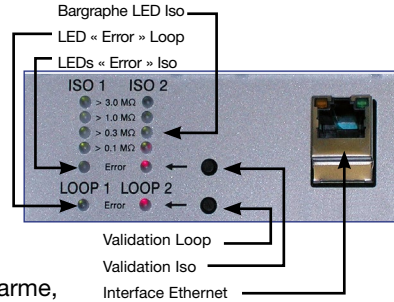 Bargraphe LED Iso
LED « Error » Loop
LEDs « Error » Iso
ISO 1 ISO 2
> 3.0 MΩ
> 1.0 MΩ
> 0.3 MΩ
> 0.1 MΩ
Error
LOOP 1 LOOP 2
Error
Validation Loop
Validation Iso
arme,
Interface Ethernet